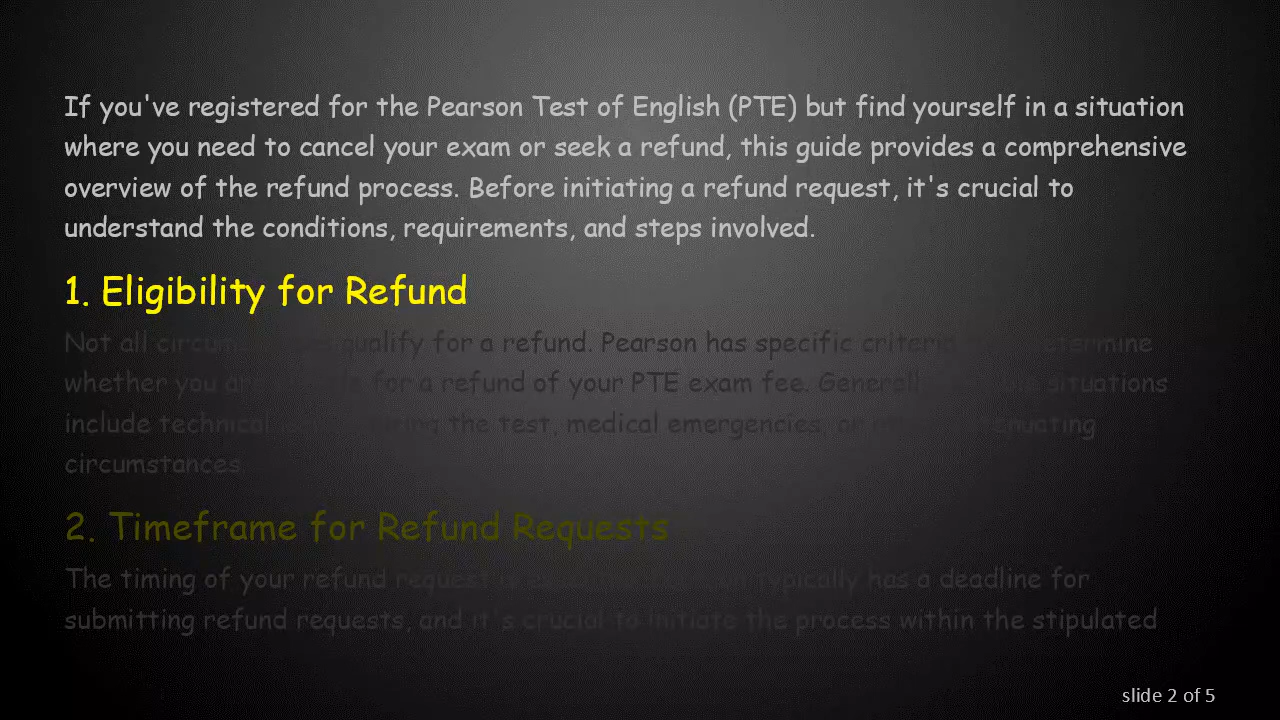 If you've registered for the Pearson Test of English (PTE) but find yourself in a situation
where you need to cancel your exam or seek a refund, this guide provides a comprehensive
overview of the refund process. Before initiating a refund request, it's crucial to
understand the conditions, requirements, and steps involved.
1. Eligibility for Refund
Not all qualify for a refund. Pearson has specific criteria determine
whether you for a refund of your PTE exam fee. situations
include technical the test, medical emergencies, or
circumstances
2. Timeframe for Refund Requests
The timing of your refund request typically has a deadline for
submitting refund requests, and it's crucial to initiate the process within the stipulated
slide 2 of 5